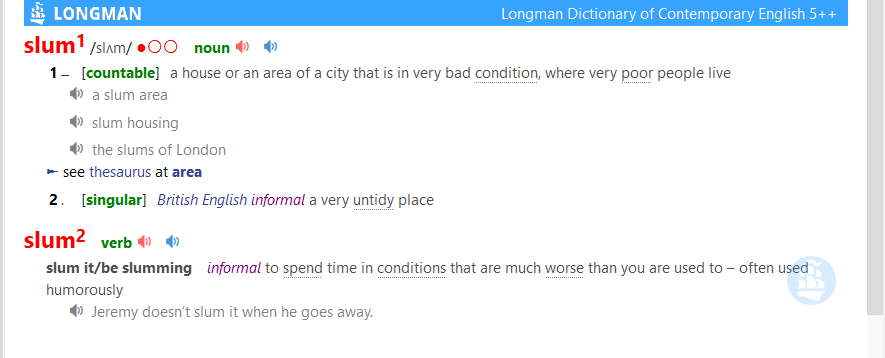 LONGMAN Longman Dictionary of Contemporary English 5++
slum1 /slʌm/ ●○○ noun
1 – [countable] a house or an area of a city that is in very bad condition, where very poor people live
a slum area
slum housing
the slums of London
► see thesaurus at area
2 . [singular] British English informal a very untidy place
slum2 verb
slum it/be slumming informal to spend time in conditions that are much worse than you are used to – often used
humorously
Jeremy doesn’t slum it when he goes away.